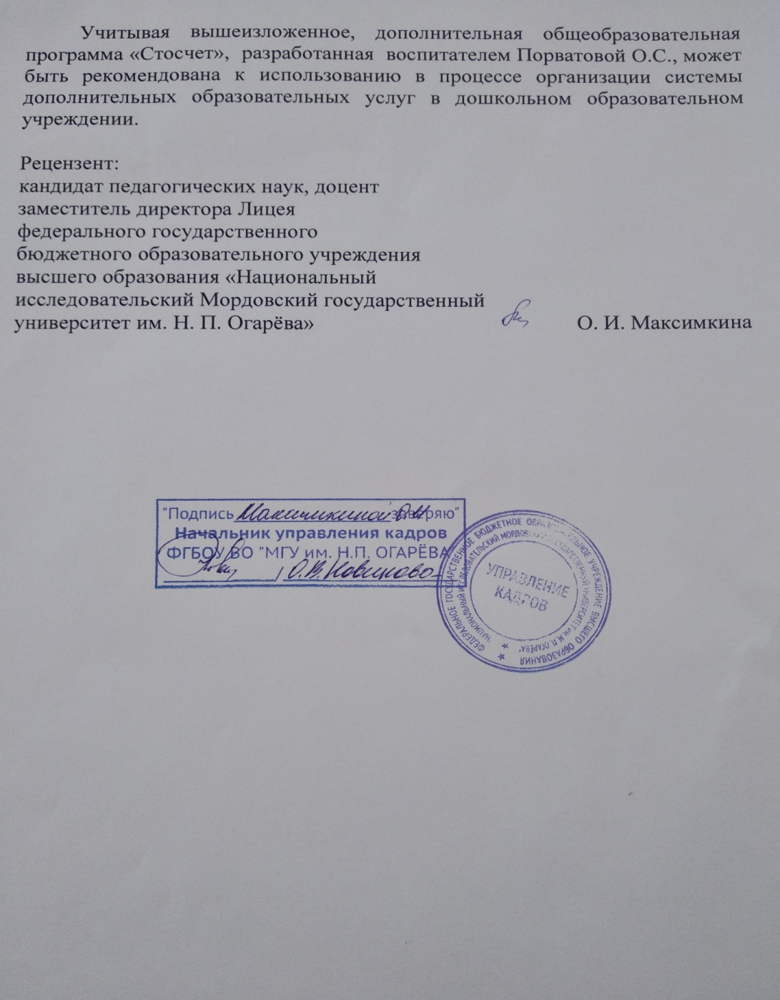 Учитывая вышеизложенное, дополнительная общеобразовательная
программа «Стосчет», разработанная воспитателем Порватовой О.С., может
быть рекомендована к использованию в процессе организации системы
дополнительных образовательных услуг в дошкольном образовательном
учреждении.
Рецензент:
кандидат педагогических наук, доцент
заместитель директора Лицея
федерального государственного
бюджетного образовательного учреждения
высшего образования «Национальный
исследовательский Мордовский государственный
университет им. Н. П. Огарёва»
О. И. Максимкина
"Подпись Максимкиной О.И. заверяю"
Начальник управления кадров
ФГБОУ ВО "МГУ им. Н.П. ОГАРЁВА"
О.В. Новикова
ФЕДЕРАЛЬНОЕ ГОСУДАРСТВЕННОЕ БЮДЖЕТНОЕ ОБРАЗОВАТЕЛЬНОЕ УЧРЕЖДЕНИЕ ВЫСШЕГО ОБРАЗОВАНИЯ
"НАЦИОНАЛЬНЫЙ ИССЛЕДОВАТЕЛЬСКИЙ МОРДОВСКИЙ ГОСУДАРСТВЕННЫЙ УНИВЕРСИТЕТ им. Н. П. ОГАРЁВА"
УПРАВЛЕНИЕ
КАДРОВ